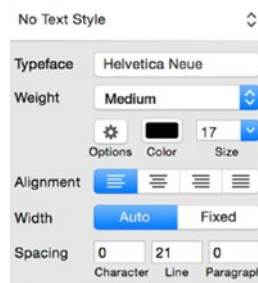 No Text Style
Typeface Helvetica Neue
Weight Medium
17
Options Color Size
Alignment
Width Auto Fixed
Spacing 0 21 0
Character Line Paragraph